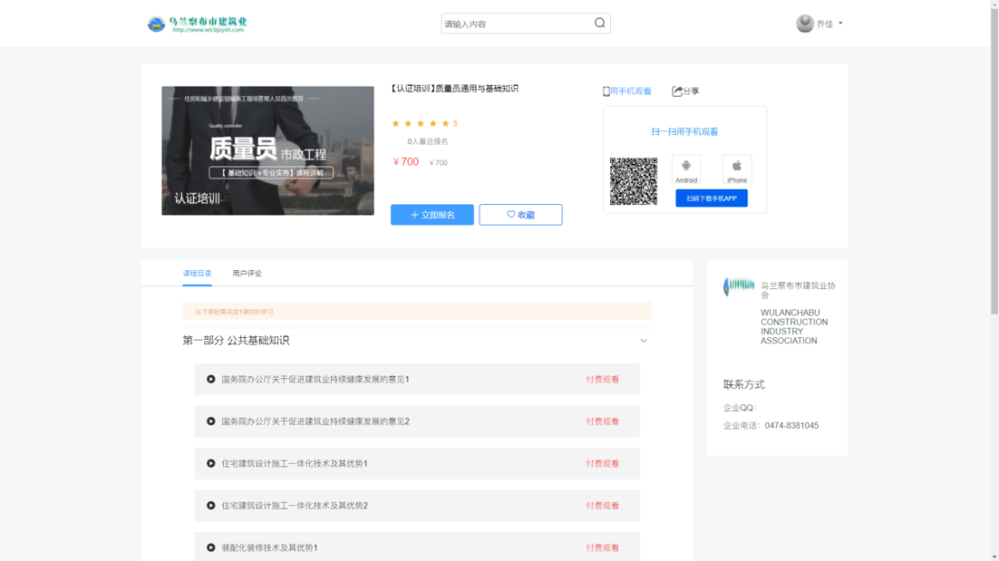 乌兰察布市建筑业
http://www.wlcbjzyxh.com
请输入内容
乔佳
住房和城乡建设领域施工现场管理人员首次教育
Quality controller
质量员 市政工程
【 基础知识 +专业实务】课程讲解
认证培训
【认证培训】质量员通用与基础知识
5
0人最近报名
¥ 700 ¥ 700
+ 立即报名
收藏
用手机观看
分享
扫一扫用手机观看
Android
iPhone
扫码下载手机APP
课程目录
用户评论
以下课程需完成1课时的学习
第一部分 公共基础知识
国务院办公厅关于促进建筑业持续健康发展的意见1
付费观看
国务院办公厅关于促进建筑业持续健康发展的意见2
付费观看
住宅建筑设计施工一体化技术及其优势1
付费观看
住宅建筑设计施工一体化技术及其优势2
付费观看
装配化装修技术及其优势1
付费观看
乌兰察布市建筑业协
会
WULANCHABU
CONSTRUCTION
INDUSTRY
ASSOCIATION
联系方式
企业QQ：
企业电话：0474-8381045